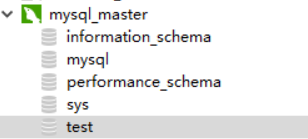 mysql_master
information_schema
mysql
performance_schema
sys
test